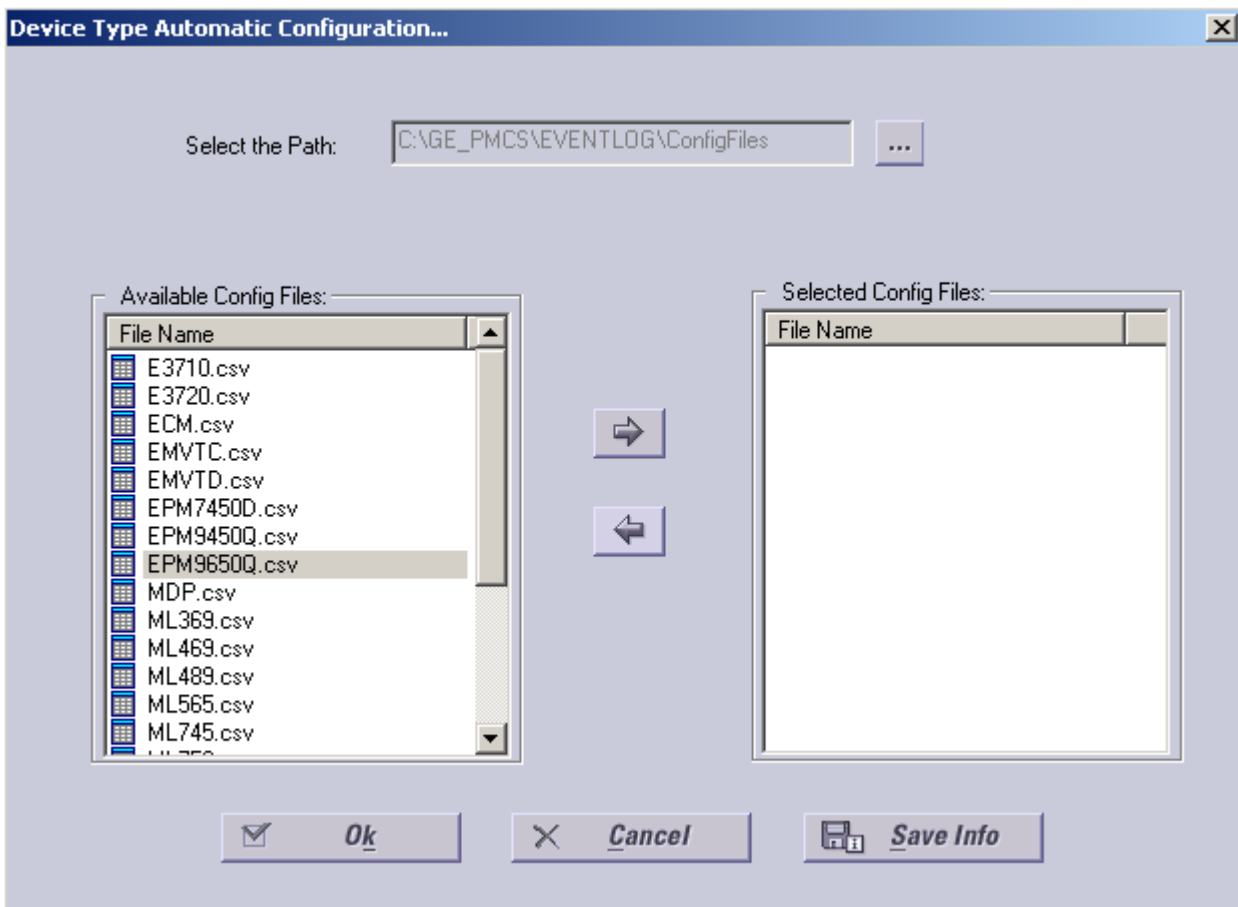 Device Type Automatic Configuration...
Select the Path:
C:\GE_PMCS\EVENTLOG\ConfigFiles
...
Available Config Files:
File Name
E3710.csv
E3720.csv
ECM.csv
EMVTC.csv
EMVTD.csv
EPM7450D.csv
EPM9450Q.csv
EPM9650Q.csv
MDP.csv
ML369.csv
ML469.csv
ML489.csv
ML565.csv
ML745.csv
Selected Config Files:
File Name
Ok
Cancel
Save Info